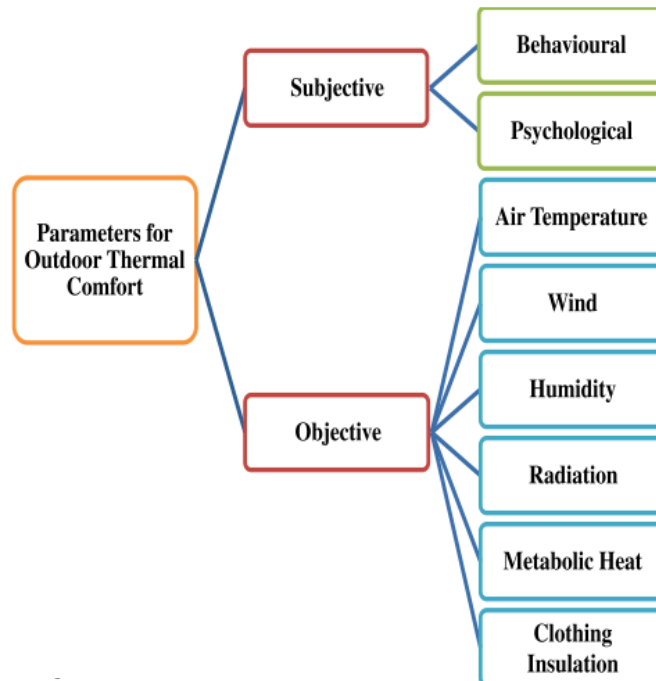 Behavioural
Subjective
Psychological
Parameters for
Outdoor Thermal
Comfort
Air Temperature
Wind
Humidity
Objective
Radiation
Metabolic Heat
Clothing
Insulation